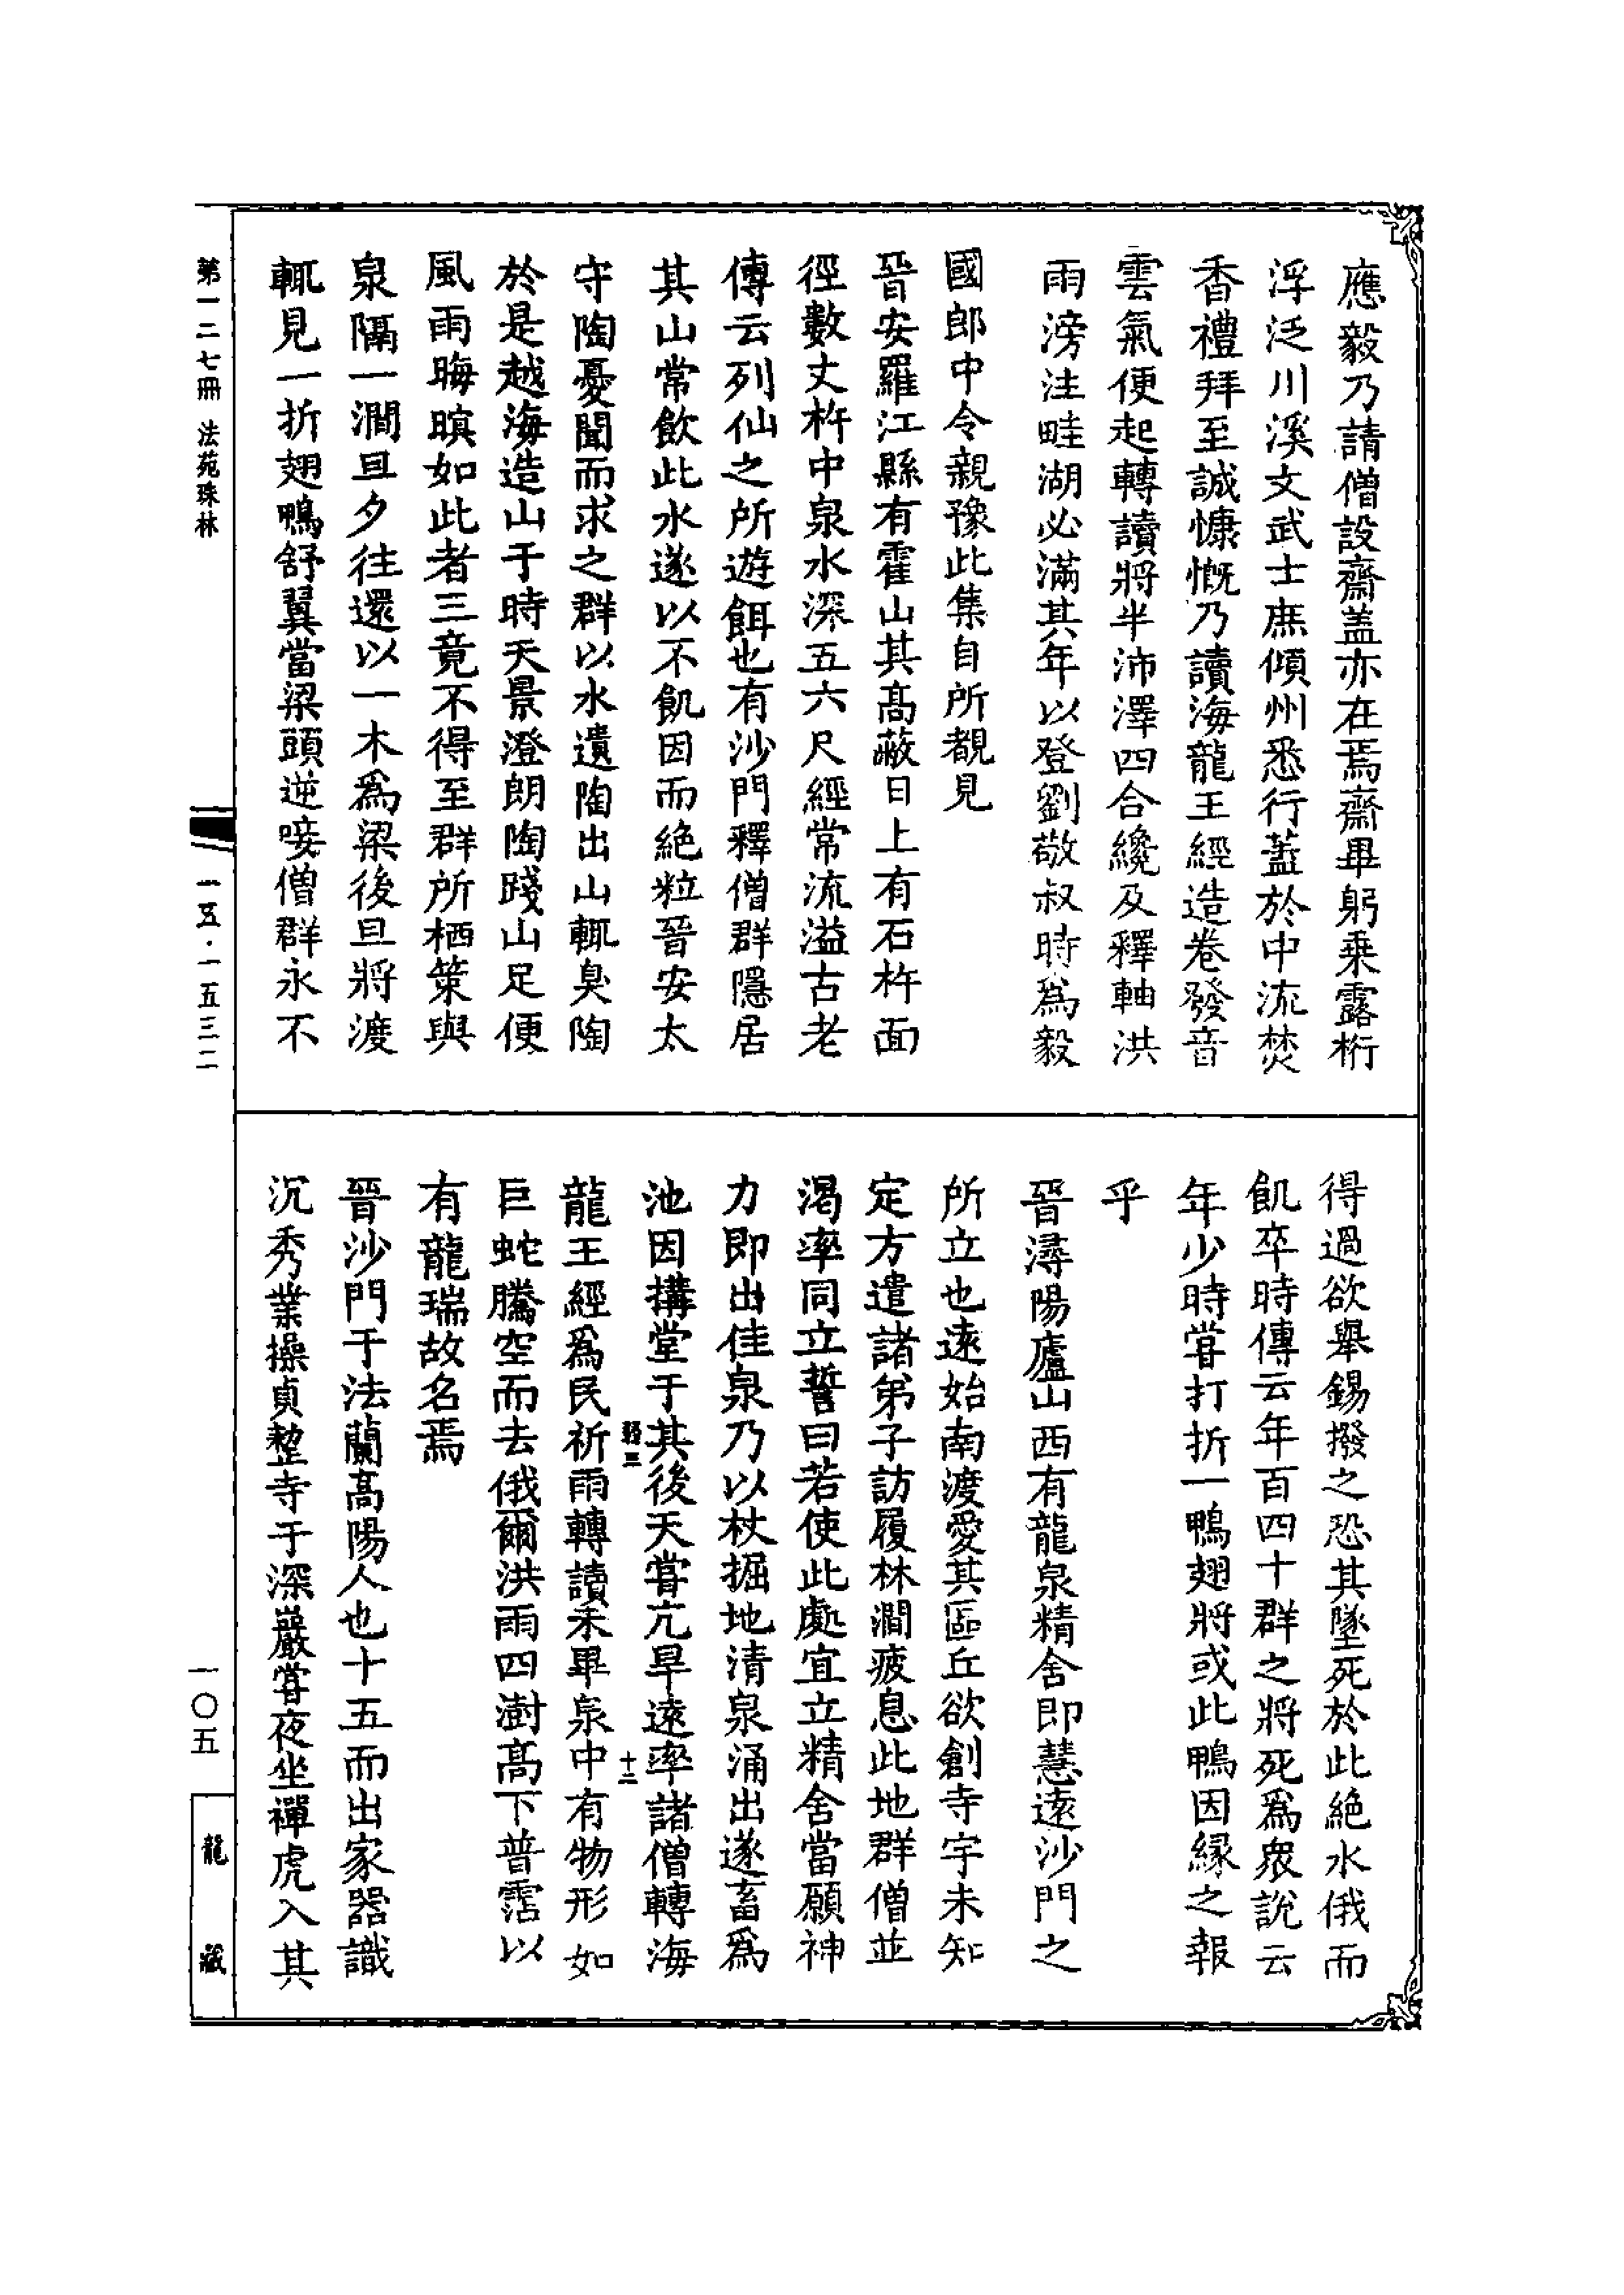 應毅乃請僧設齋蓋亦在焉齋畢躬乘露桁
浮泛川溪文武士庶傾州悉行蓋於中流焚
香禮拜至誠慷慨乃讀海龍王經造卷發音
雲氣便起轉讀將半沛澤四合纔及釋軸洪
雨滂注畦湖必滿其年以登劉敬叔時爲毅
國郎中令親豫此集自所覩見
晉安羅江縣有霍山其高蔽日上有石杵面
徑數丈杵中泉水深五六尺經常流溢古老
傳云列仙之所遊餌也有沙門釋僧群隱居
其山常飲此水遂以不飢因而絶粒晉安太
守陶憂聞而求之群以水遺陶出山輒臭陶
於是越海造山于時天景澄朗陶踐山足便
風雨晦暝如此者三竟不得至群所栖策與
泉隔一澗旦夕往還以一木爲梁後旦將渡
輒見一折翅鴨舒翼當梁頭逆唼僧群永不
得過欲舉錫撥之恐其墜死於此絶水俄而
飢卒時傳云年百四十群之將死爲衆說云
年少時甞打折一鴨翅將或此鴨因緣之報
乎
晉潯陽廬山西有龍泉精舍即慧遠沙門之
所立也遠始南渡愛其區丘欲創寺宇未知
定方遣諸弟子訪履林澗疲息此地群僧並
渴率同立誓曰若使此處宜立精舍當願神
力即出佳泉乃以杖掘地清泉涌出遂畜爲
池因搆堂于其後天甞亢旱遠率諸僧轉海
龍王經爲民祈雨轉讀未畢泉中有物形如
巨蛇騰空而去俄爾洪雨四澍高下普霑以
有龍瑞故名焉
晉沙門于法蘭高陽人也十五而出家器識
沉秀業操貞整寺于深巖甞夜坐禪虎入其
十二
第一二七冊 法苑珠林
一五·一五三二
一〇五
龍藏